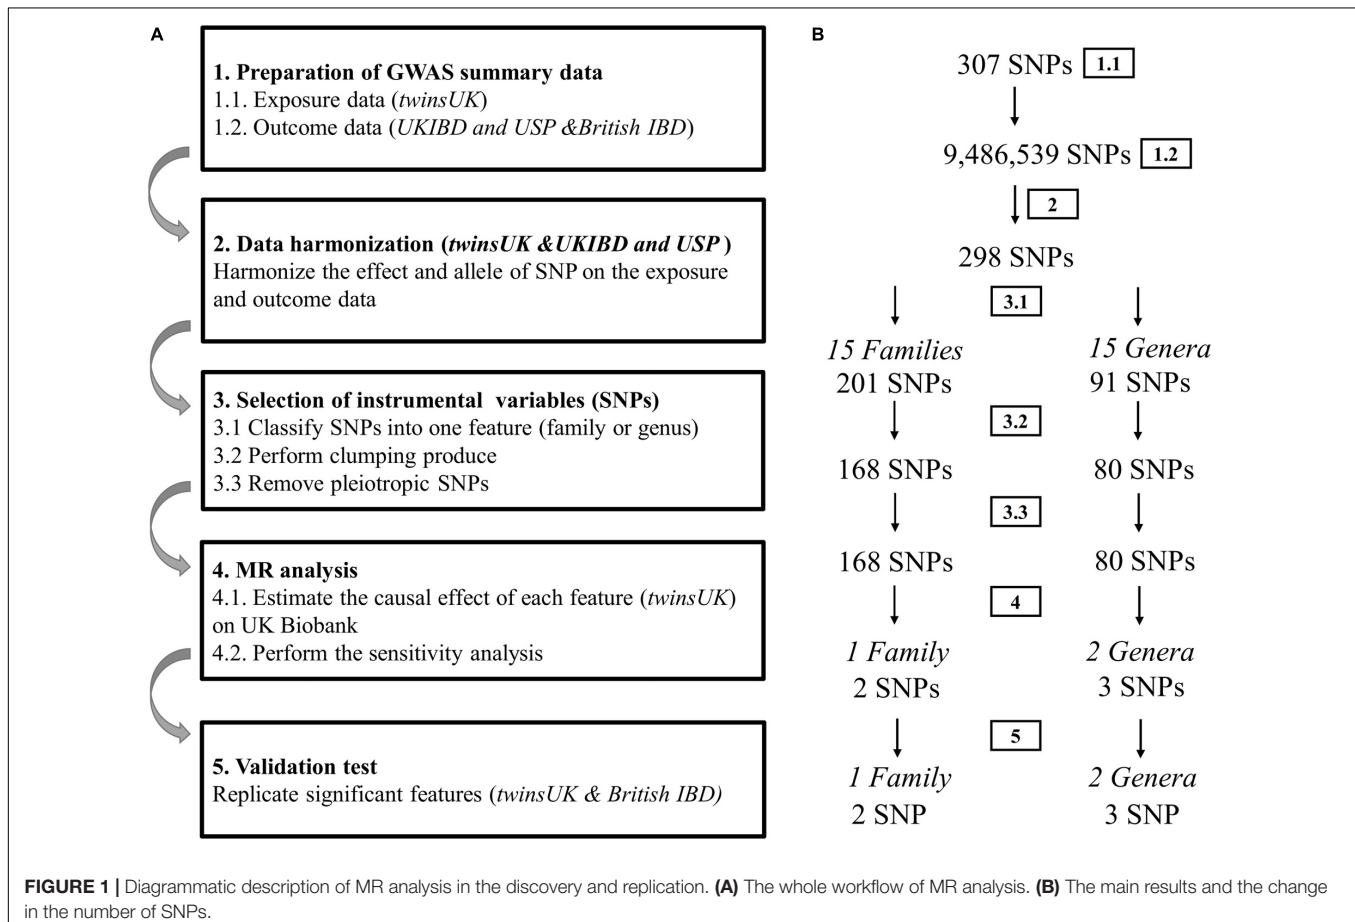 A
1. Preparation of GWAS summary data
1.1. Exposure data (twinsUK)
1.2. Outcome data (UKIBD and USP &British IBD)
2. Data harmonization (twinsUK &UKIBD and USP )
Harmonize the effect and allele of SNP on the exposure
and outcome data
3. Selection of instrumental variables (SNPs)
3.1 Classify SNPs into one feature (family or genus)
3.2 Perform clumping produce
3.3 Remove pleiotropic SNPs
4. MR analysis
4.1. Estimate the causal effect of each feature (twinsUK)
on UK Biobank
4.2. Perform the sensitivity analysis
5. Validation test
Replicate significant features (twinsUK & British IBD)
B
307 SNPs 1.1
9,486,539 SNPs 1.2
2
298 SNPs
3.1
15 Families 15 Genera
201 SNPs 91 SNPs
3.2
168 SNPs 80 SNPs
3.3
168 SNPs 80 SNPs
4
1 Family 2 Genera
2 SNPs 3 SNPs
5
1 Family 2 Genera
2 SNP 3 SNP
FIGURE 1 | Diagrammatic description of MR analysis in the discovery and replication. (A) The whole workflow of MR analysis. (B) The main results and the change
in the number of SNPs.